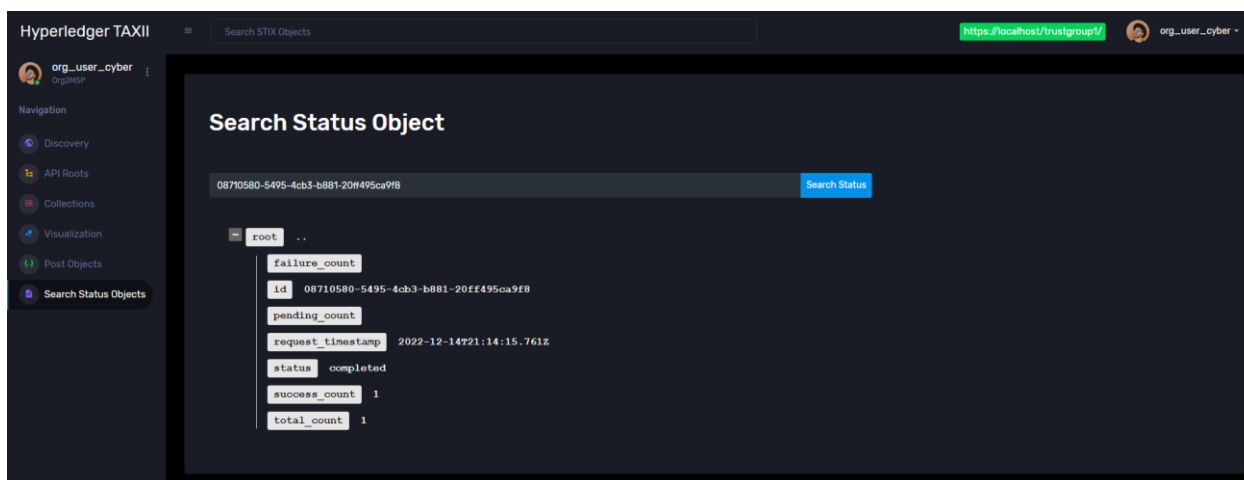 Hyperledger TAXII
Search STIX Objects
https://localhost/trustgroup1/
org_user_cyber
org_user_cyber
Org2MSP
Navigation
Discovery
API Roots
Collections
Visualization
Post Objects
Search Status Objects
Search Status Object
08710580-5495-4cb3-b881-20ff495ca9f8
Search Status
root ..
failure_count
id 08710580-5495-4cb3-b881-20ff495ca9f8
pending_count
request_timestamp 2022-12-14T21:14:15.761Z
status completed
success_count 1
total_count 1